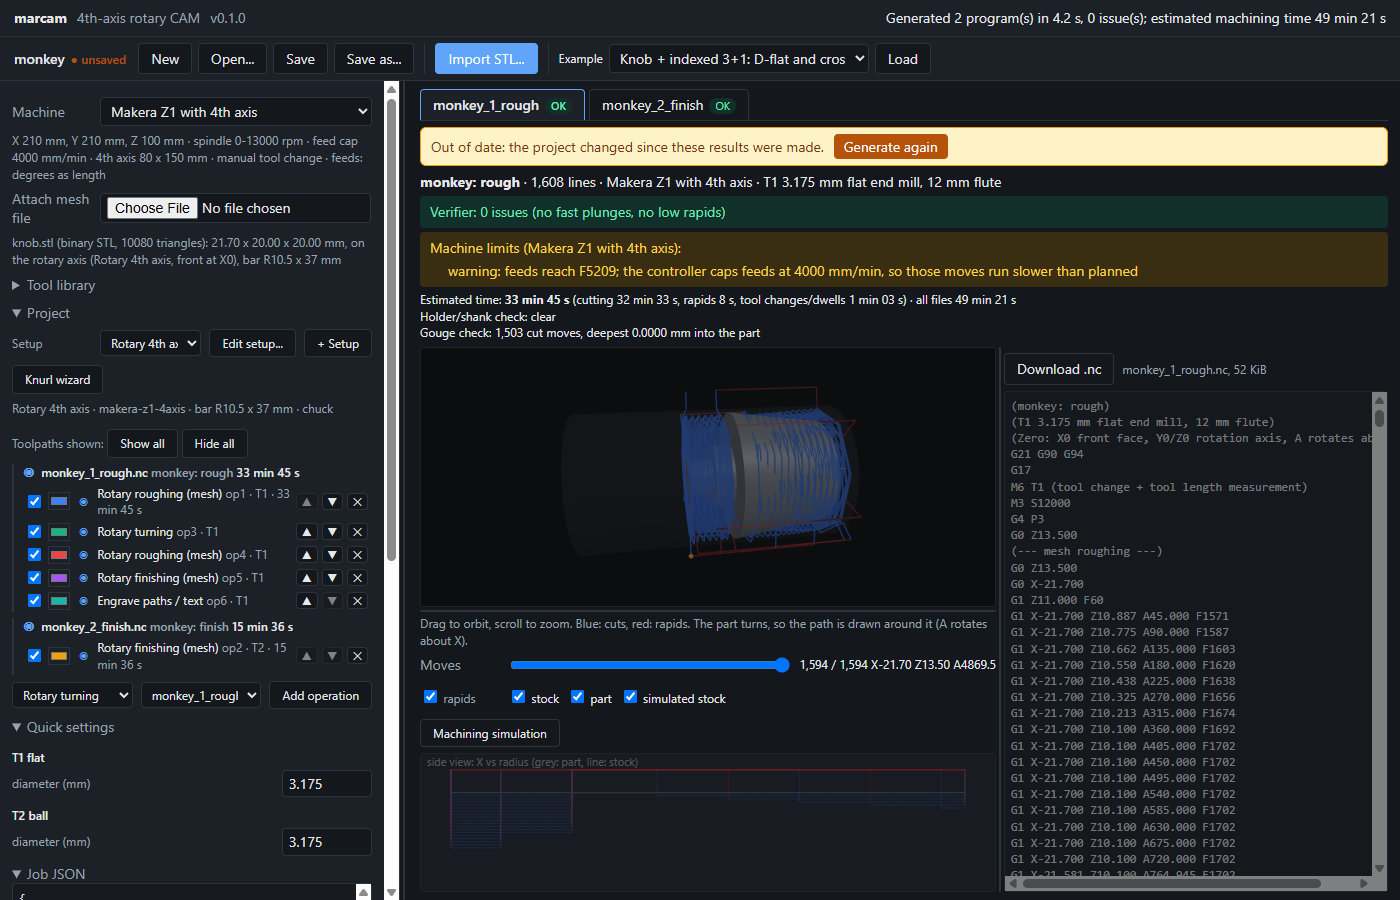 marcam 4th-axis rotary CAM v0.1.0
Generated 2 program(s) in 4.2 s, 0 issue(s); estimated machining time 49 min 21 s
monkey • unsaved New Open... Save Save as... Import STL... Example Knob + indexed 3+1: D-flat and cros Load
Machine Makera Z1 with 4th axis
X 210 mm, Y 210 mm, Z 100 mm · spindle 0-13000 rpm · feed cap
4000 mm/min · 4th axis 80 x 150 mm · manual tool change · feeds:
degrees as length
Attach mesh
file
Choose File No file chosen
knob.stl (binary STL, 10080 triangles): 21.70 x 20.00 x 20.00 mm, on
the rotary axis (Rotary 4th axis, front at X0), bar R10.5 x 37 mm
Tool library
Project
Setup Rotary 4th ax Edit setup... + Setup
Knurl wizard
Rotary 4th axis · makera-z1-4axis · bar R10.5 x 37 mm · chuck
Toolpaths shown: Show all Hide all
monkey_1_rough.nc monkey: rough 33 min 45 s
Rotary roughing (mesh) op1 · T1 · 33
min 45 s
Rotary turning op3 · T1
Rotary roughing (mesh) op4 · T1
Rotary finishing (mesh) op5 · T1
Engrave paths / text op6 · T1
monkey_2_finish.nc monkey: finish 15 min 36 s
Rotary finishing (mesh) op2 · T2 · 15
min 36 s
Rotary turning monkey_1_rougl Add operation
Quick settings
T1 flat
diameter (mm) 3.175
T2 ball
diameter (mm) 3.175
Job JSON
{
monkey_1_rough OK monkey_2_finish OK
Out of date: the project changed since these results were made. Generate again
monkey: rough · 1,608 lines · Makera Z1 with 4th axis · T1 3.175 mm flat end mill, 12 mm flute
Verifier: 0 issues (no fast plunges, no low rapids)
Machine limits (Makera Z1 with 4th axis):
warning: feeds reach F5209; the controller caps feeds at 4000 mm/min, so those moves run slower than planned
Estimated time: 33 min 45 s (cutting 32 min 33 s, rapids 8 s, tool changes/dwells 1 min 03 s) · all files 49 min 21 s
Holder/shank check: clear
Gouge check: 1,503 cut moves, deepest 0.0000 mm into the part
Drag to orbit, scroll to zoom. Blue: cuts, red: rapids. The part turns, so the path is drawn around it (A rotates
about X).
Moves 1,594 / 1,594 X-21.70 Z13.50 A4869.5
rapids stock part simulated stock
Machining simulation
side view: X vs radius (grey: part, line: stock)
Download .nc monkey_1_rough.nc, 52 KiB
(monkey: rough)
(T1 3.175 mm flat end mill, 12 mm flute)
(Zero: X0 front face, Y0/Z0 rotation axis, A rotates ab
G21 G90 G94
G17
M6 T1 (tool change + tool length measurement)
M3 S12000
G4 P3
G0 Z13.500
(--- mesh roughing ---)
G0 Z13.500
G0 X-21.700
G1 Z11.000 F60
G1 X-21.700 Z10.887 A45.000 F1571
G1 X-21.700 Z10.775 A90.000 F1587
G1 X-21.700 Z10.662 A135.000 F1603
G1 X-21.700 Z10.550 A180.000 F1620
G1 X-21.700 Z10.438 A225.000 F1638
G1 X-21.700 Z10.325 A270.000 F1656
G1 X-21.700 Z10.213 A315.000 F1674
G1 X-21.700 Z10.100 A360.000 F1692
G1 X-21.700 Z10.100 A405.000 F1702
G1 X-21.700 Z10.100 A450.000 F1702
G1 X-21.700 Z10.100 A495.000 F1702
G1 X-21.700 Z10.100 A540.000 F1702
G1 X-21.700 Z10.100 A585.000 F1702
G1 X-21.700 Z10.100 A630.000 F1702
G1 X-21.700 Z10.100 A675.000 F1702
G1 X-21.700 Z10.100 A720.000 F1702
G1 X-21.581 Z10.100 A764.945 F1702